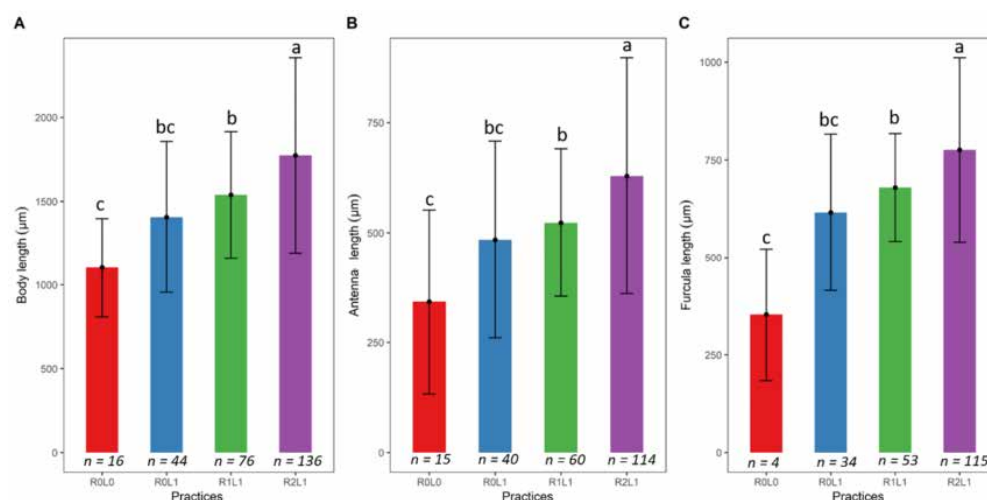 A
Body length (µm)
2000
1500
1000
500
0
c
bc
b
a
n = 16
n = 44
n = 76
n = 136
R0L0
R0L1
R1L1
R2L1
Practices
B
Antenna length (µm)
750
500
250
0
c
bc
b
a
n = 15
n = 40
n = 60
n = 114
R0L0
R0L1
R1L1
R2L1
Practices
C
Furcula length (µm)
1000
750
500
250
0
c
bc
b
a
n = 4
n = 34
n = 53
n = 115
R0L0
R0L1
R1L1
R2L1
Practices